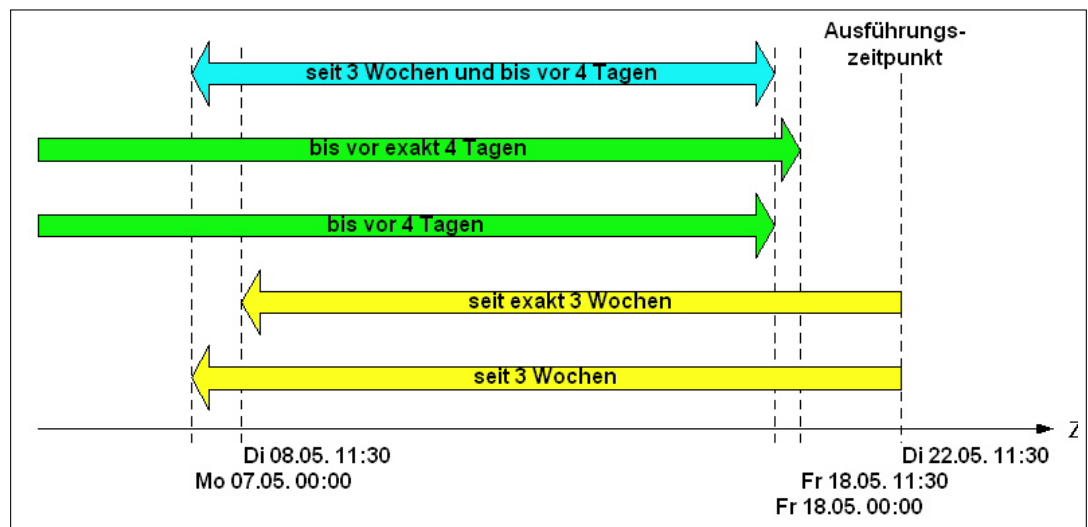 Ausführungs-
zeitpunkt
seit 3 Wochen und bis vor 4 Tagen
bis vor exakt 4 Tagen
bis vor 4 Tagen
seit exakt 3 Wochen
seit 3 Wochen
Z
Di 08.05. 11:30
Di 22.05. 11:30
Mo 07.05. 00:00
Fr 18.05. 11:30
Fr 18.05. 00:00